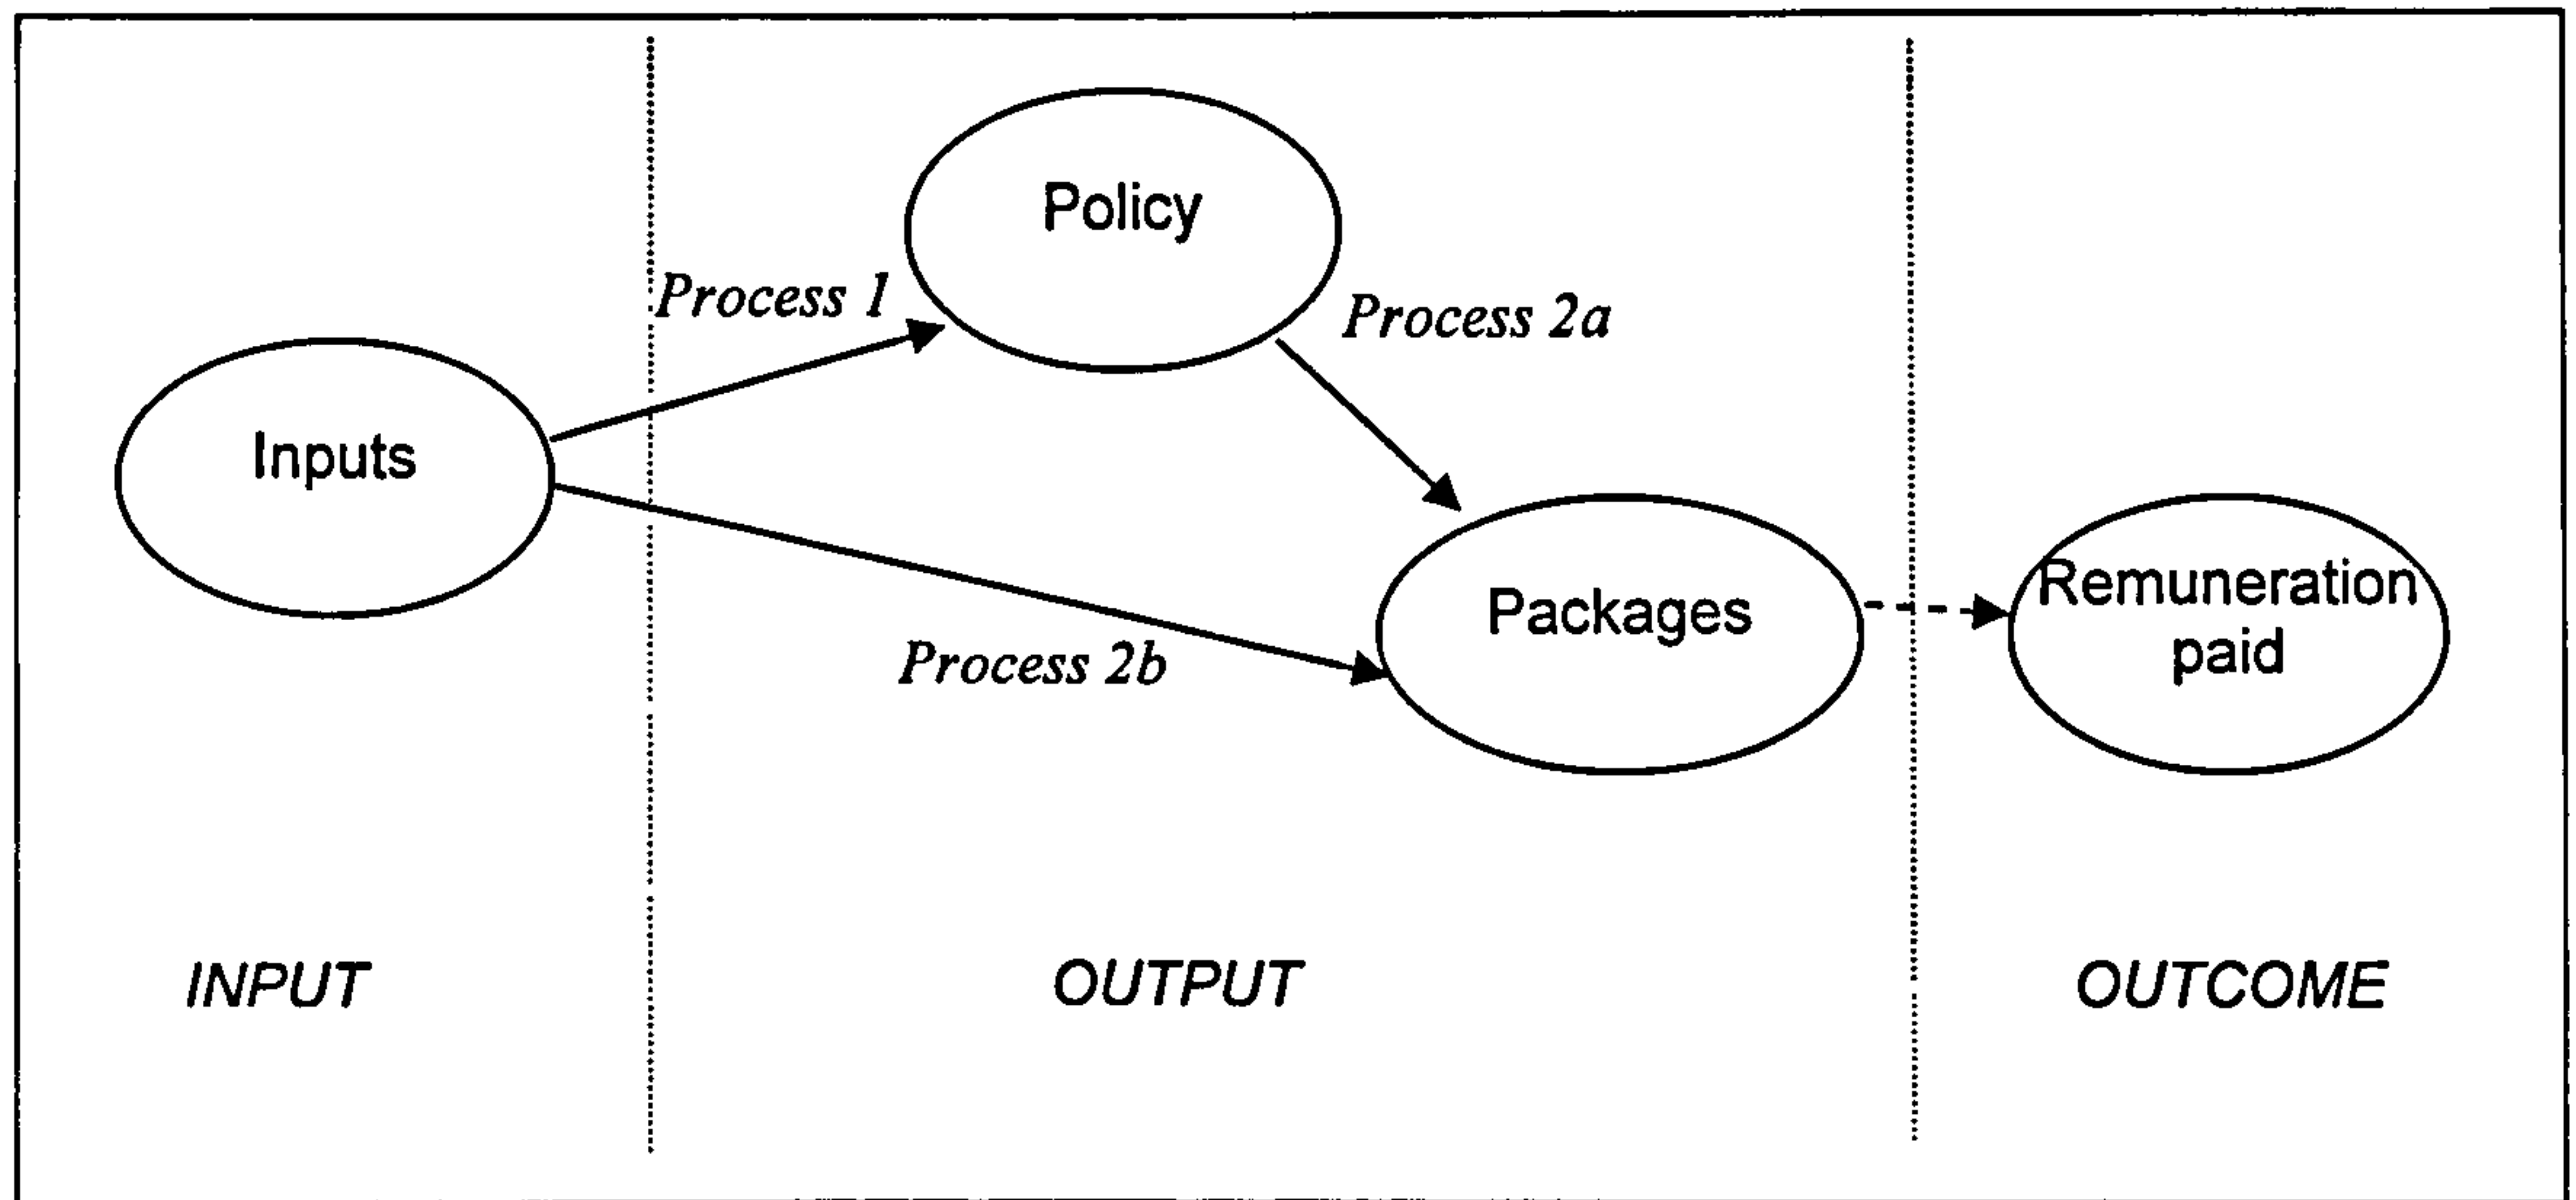 Policy
Process 1
Process 2a
Inputs
Packages
Remuneration
paid
Process 2b
INPUT
OUTPUT
OUTCOME